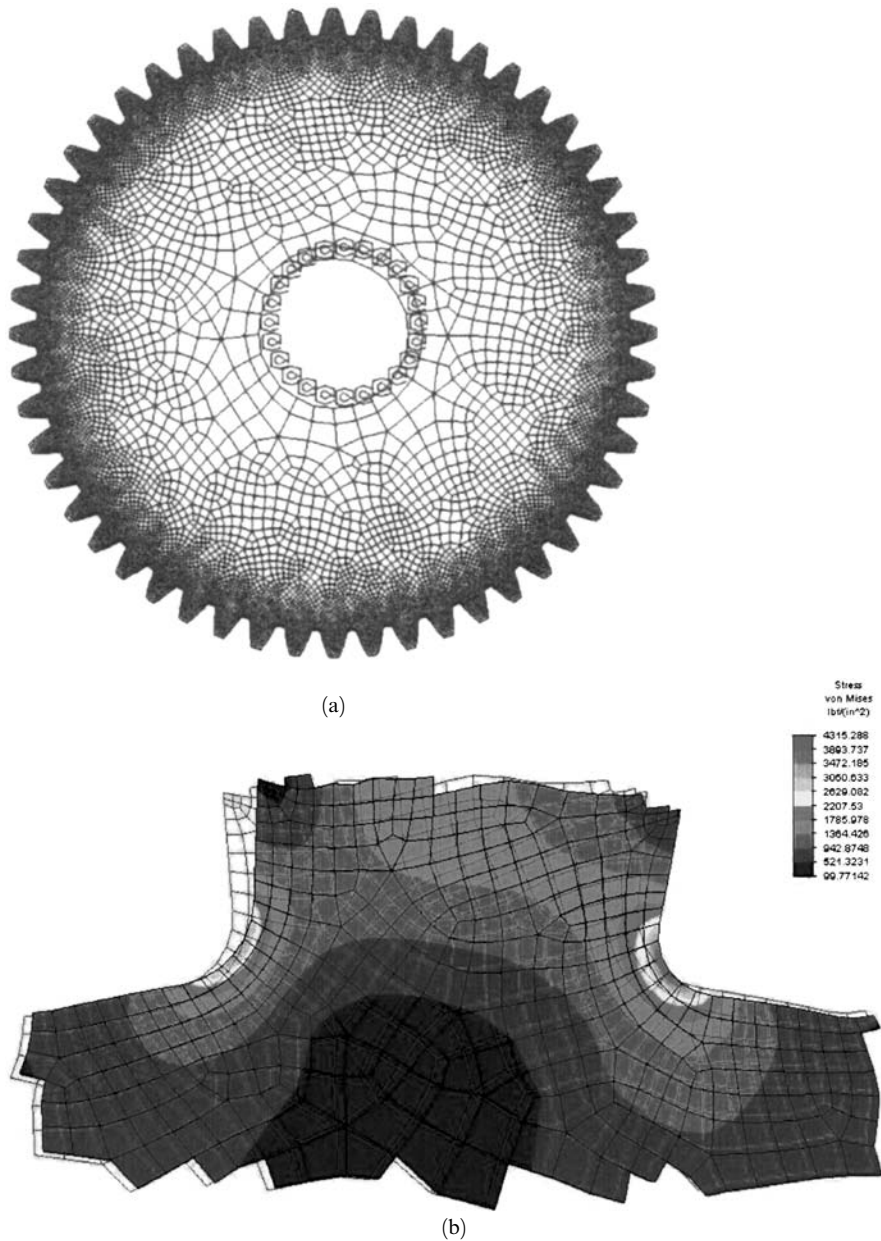 (a)
Stress
von Mises
lbf/(in^2)
4315.288
3893.737
3472.185
3050.633
2629.082
2207.53
1785.978
1364.426
942.8748
521.3231
99.77142
(b)